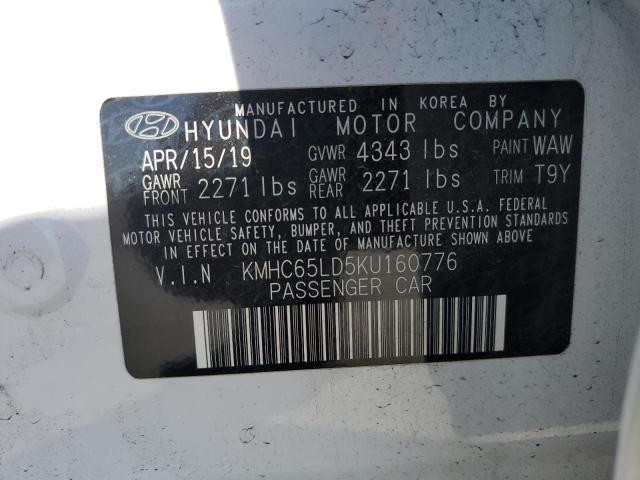 MANUFACTURED IN KOREA BY
HYUNDAI MOTOR COMPANY
APR/15/19 GVWR 4343 lbs PAINT WAW
GAWR FRONT 2271 lbs GAWR REAR 2271 lbs TRIM T9Y
THIS VEHICLE CONFORMS TO ALL APPLICABLE U.S.A. FEDERAL
MOTOR VEHICLE SAFETY, BUMPER, AND THEFT PREVENTION STANDARDS
IN EFFECT ON THE DATE OF MANUFACTURE SHOWN ABOVE
V.I.N KMHC65LD5KU160776
PASSENGER CAR